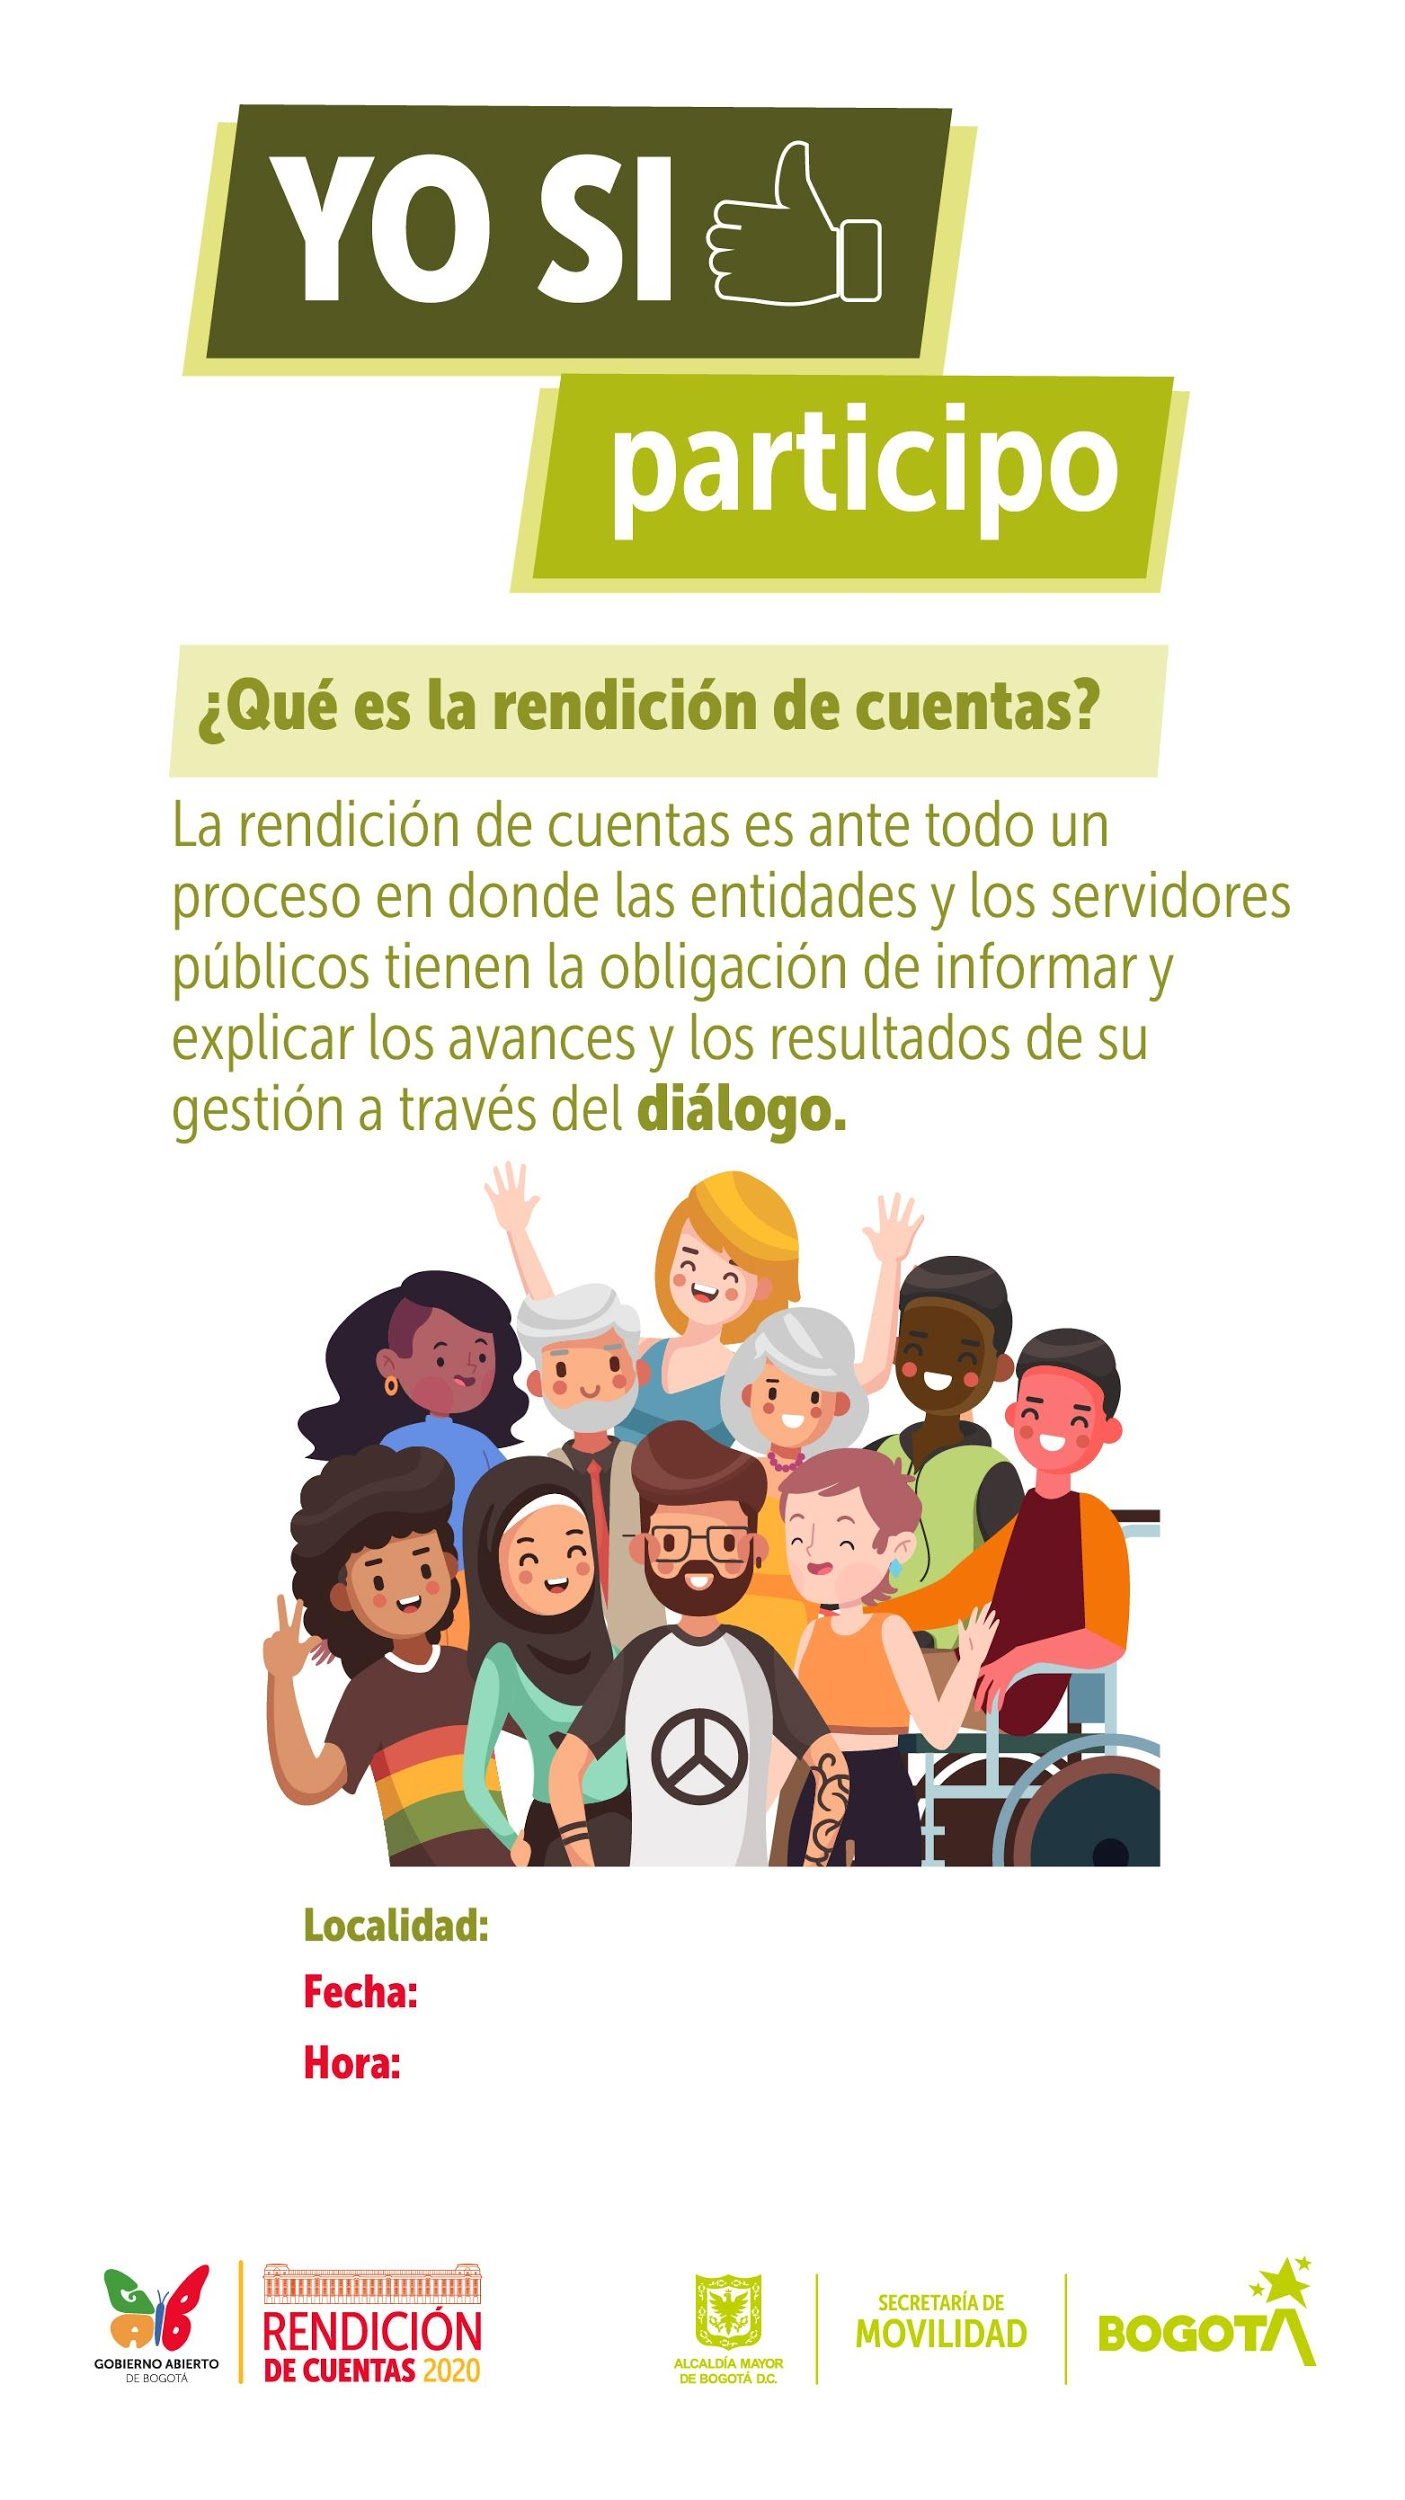 YO SI
participo
¿Qué es la rendición de cuentas?
La rendición de cuentas es ante todo un
proceso en donde las entidades y los servidores
públicos tienen la obligación de informar y
explicar los avances y los resultados de su
gestión a través del diálogo.
Localidad:
Fecha:
Hora:
GAB
GOBIERNO ABIERTO
DE BOGOTÁ
RENDICIÓN
DE CUENTAS 2020
ALCALDÍA MAYOR
DE BOGOTÁ D.C.
SECRETARÍA DE
MOVILIDAD
BOGOTÁ